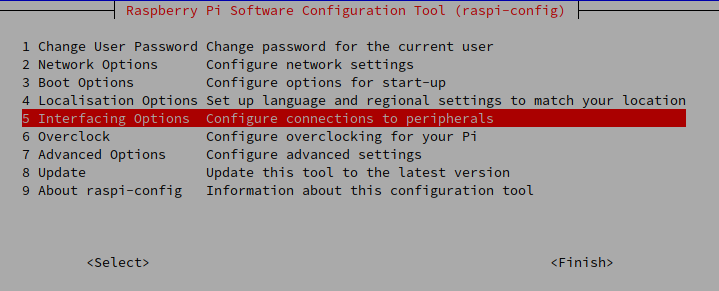 Raspberry Pi Software Configuration Tool (raspi-config)
1 Change User Password Change password for the current user
2 Network Options Configure network settings
3 Boot Options Configure options for start-up
4 Localisation Options Set up language and regional settings to match your location
5 Interfacing Options Configure connections to peripherals
6 Overclock Configure overclocking for your Pi
7 Advanced Options Configure advanced settings
8 Update Update this tool to the latest version
9 About raspi-config Information about this configuration tool
<Select> <Finish>